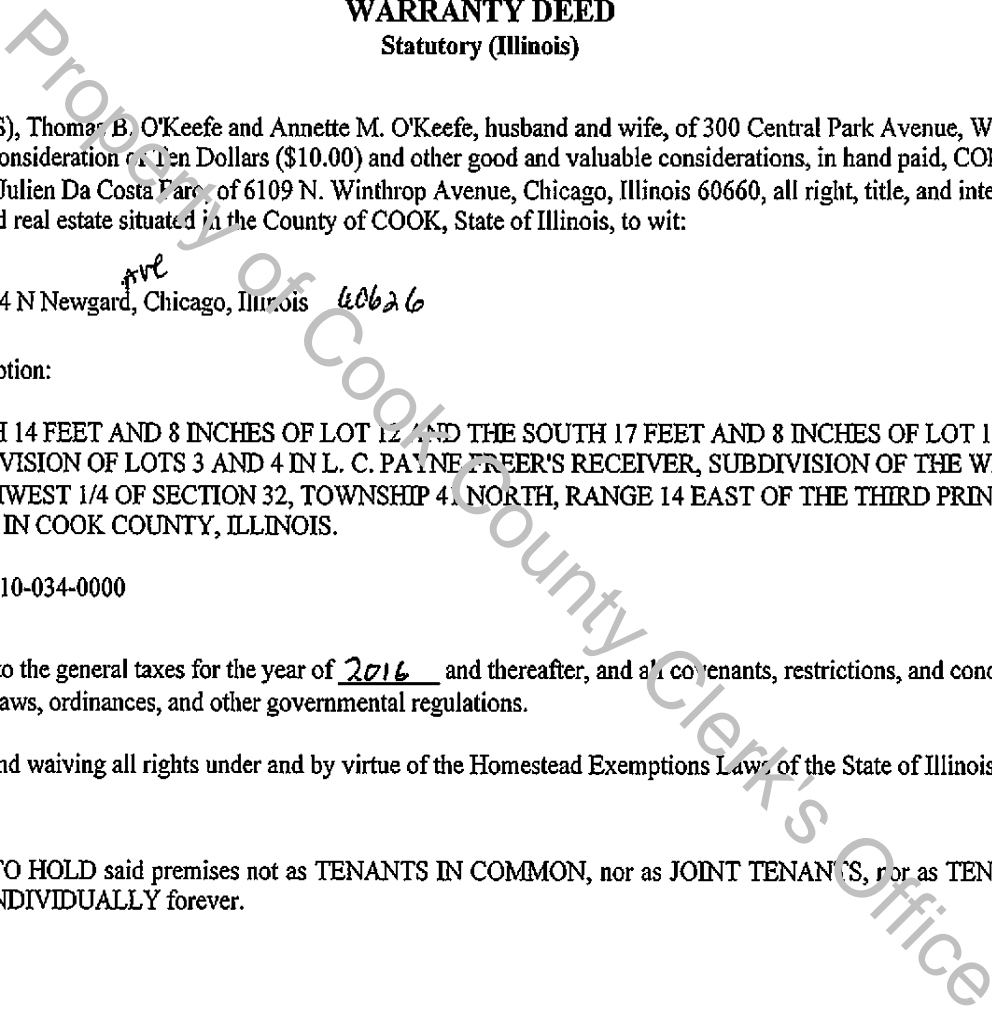 WARRANTY DEED
Statutory (Illinois)
S), Thomas B. O'Keefe and Annette M. O'Keefe, husband and wife, of 300 Central Park Avenue, W
onsideration of Ten Dollars ($10.00) and other good and valuable considerations, in hand paid, CO
Julien Da Costa of 6109 N. Winthrop Avenue, Chicago, Illinois 60660, all right, title, and inte
d real estate situated in the County of COOK, State of Illinois, to wit:
Ave
4 N Newgard, Chicago, Illinois 60626
ption:
H 14 FEET AND 8 INCHES OF LOT 12 AND THE SOUTH 17 FEET AND 8 INCHES OF LOT 1
VISION OF LOTS 3 AND 4 IN L. C. PAYNE FREER'S RECEIVER, SUBDIVISION OF THE W
IWEST 1/4 OF SECTION 32, TOWNSHIP 41 NORTH, RANGE 14 EAST OF THE THIRD PRIN
IN COOK COUNTY, ILLINOIS.
10-034-0000
o the general taxes for the year of 2016 and thereafter, and all covenants, restrictions, and cond
aws, ordinances, and other governmental regulations.
nd waiving all rights under and by virtue of the Homestead Exemptions Laws of the State of Illinois
TO HOLD said premises not as TENANTS IN COMMON, nor as JOINT TENANTS, nor as TEN
NDIVIDUALLY forever.
Property of Cook County Clerk's Office